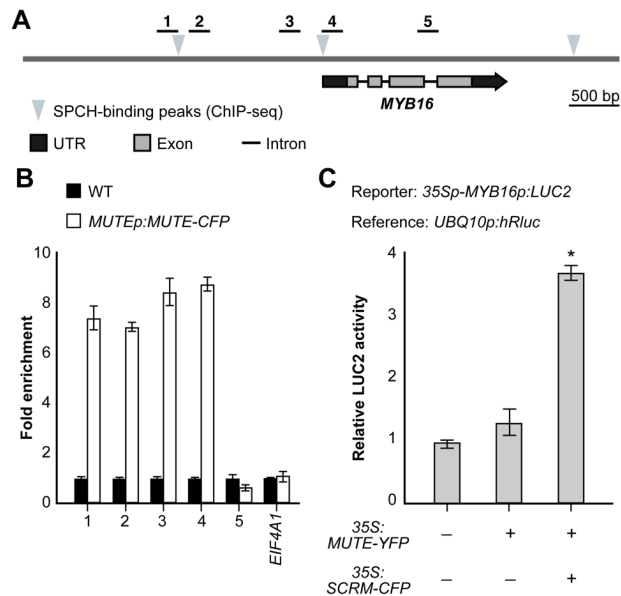 A
1 2 3 4 5
MYB16
500 bp
SPCH-binding peaks (ChIP-seq)
UTR Exon Intron
B
WT
MUTEp:MUTE-CFP
Fold enrichment
10
8
6
4
2
0
1 2 3 4 5 EIF4A1
C
Reporter: 35Sp-MYB16p:LUC2
Reference: UBQ10p:hRluc
Relative LUC2 activity
4
3
2
1
0
*
35S:
MUTE-YFP – + +
35S:
SCRM-CFP – – +